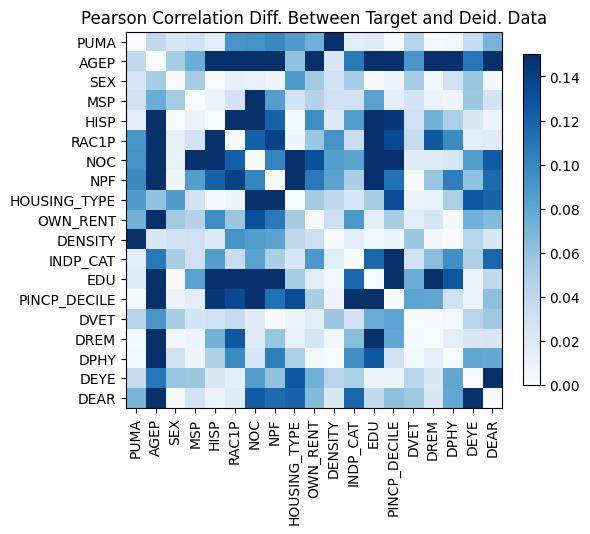 Pearson Correlation Diff. Between Target and Deid. Data
PUMA
AGEP
SEX
MSP
HISP
RAC1P
NOC
NPF
HOUSING_TYPE
OWN_RENT
DENSITY
INDP_CAT
EDU
PINCP_DECILE
DVET
DREM
DPHY
DEYE
DEAR
PUMA
AGEP
SEX
MSP
HISP
RAC1P
NOC
NPF
HOUSING_TYPE
OWN_RENT
DENSITY
INDP_CAT
EDU
PINCP_DECILE
DVET
DREM
DPHY
DEYE
DEAR
0.14
0.12
0.10
0.08
0.06
0.04
0.02
0.00